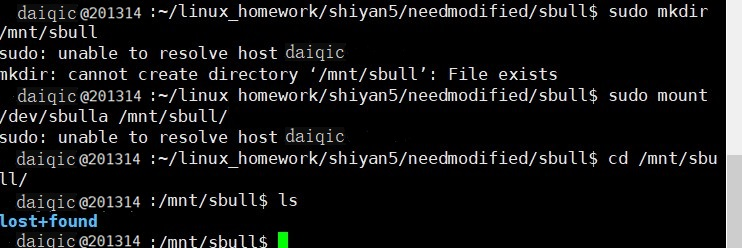 daiqic@201314 :~/linux_homework/shiyan5/needmodified/sbull$ sudo mkdir
/mnt/sbull
sudo: unable to resolve host daiqic
mkdir: cannot create directory ‘/mnt/sbull’: File exists
daiqic@201314 :~/linux_homework/shiyan5/needmodified/sbull$ sudo mount
/dev/sbulla /mnt/sbull/
sudo: unable to resolve host daiqic
daiqic@201314 :~/linux_homework/shiyan5/needmodified/sbull$ cd /mnt/sbu
ll/
daiqic@201314 :/mnt/sbull$ ls
lost+found
daiqic@201314 :/mnt/sbull$